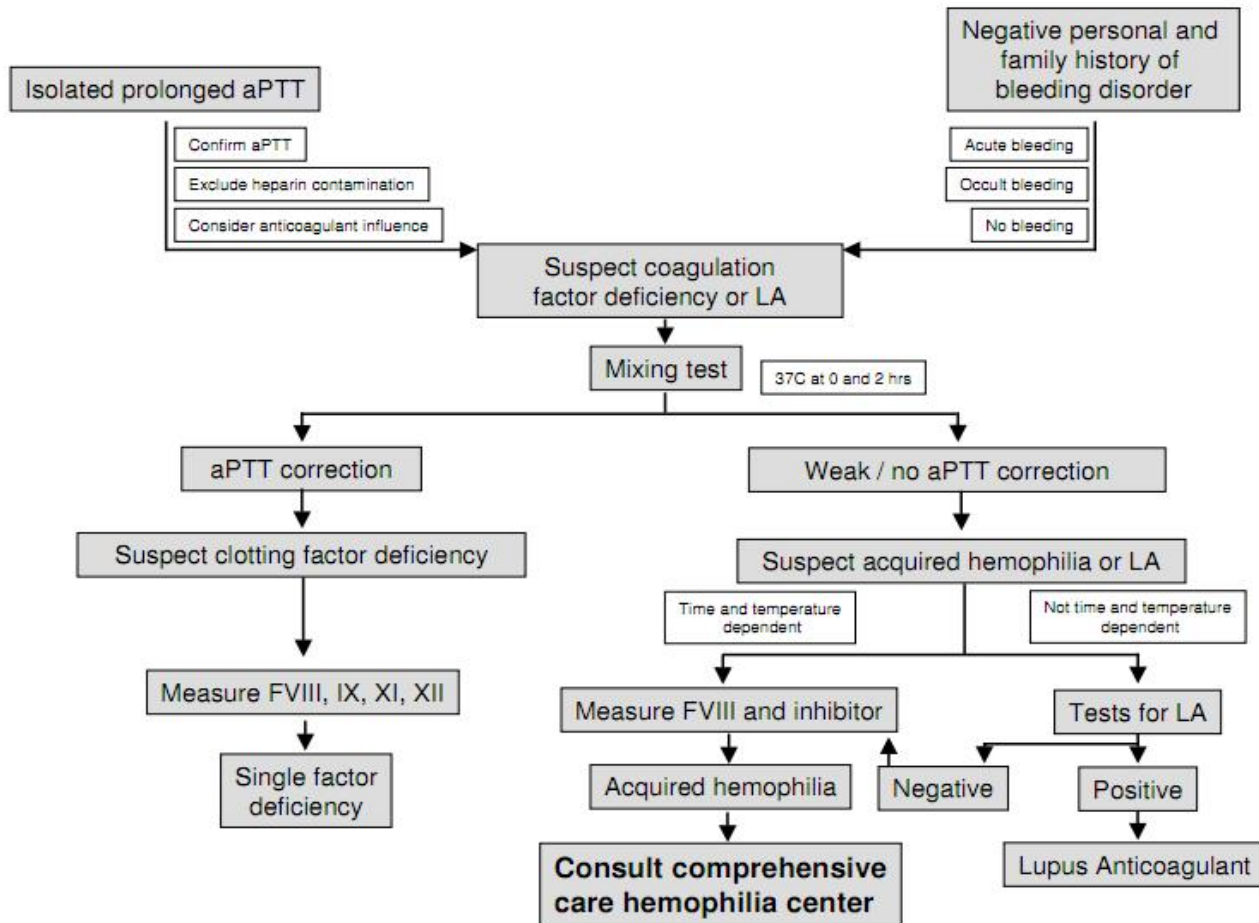 Isolated prolonged aPTT
Negative personal and
family history of
bleeding disorder
Confirm aPTT
Exclude heparin contamination
Consider anticoagulant influence
Acute bleeding
Occult bleeding
No bleeding
Suspect coagulation
factor deficiency or LA
Mixing test
37C at 0 and 2 hrs
aPTT correction
Weak / no aPTT correction
Suspect clotting factor deficiency
Suspect acquired hemophilia or LA
Time and temperature
dependent
Not time and temperature
dependent
Measure FVIII, IX, XI, XII
Measure FVIII and inhibitor
Tests for LA
Single factor
deficiency
Acquired hemophilia
Negative
Positive
Consult comprehensive
care hemophilia center
Lupus Anticoagulant